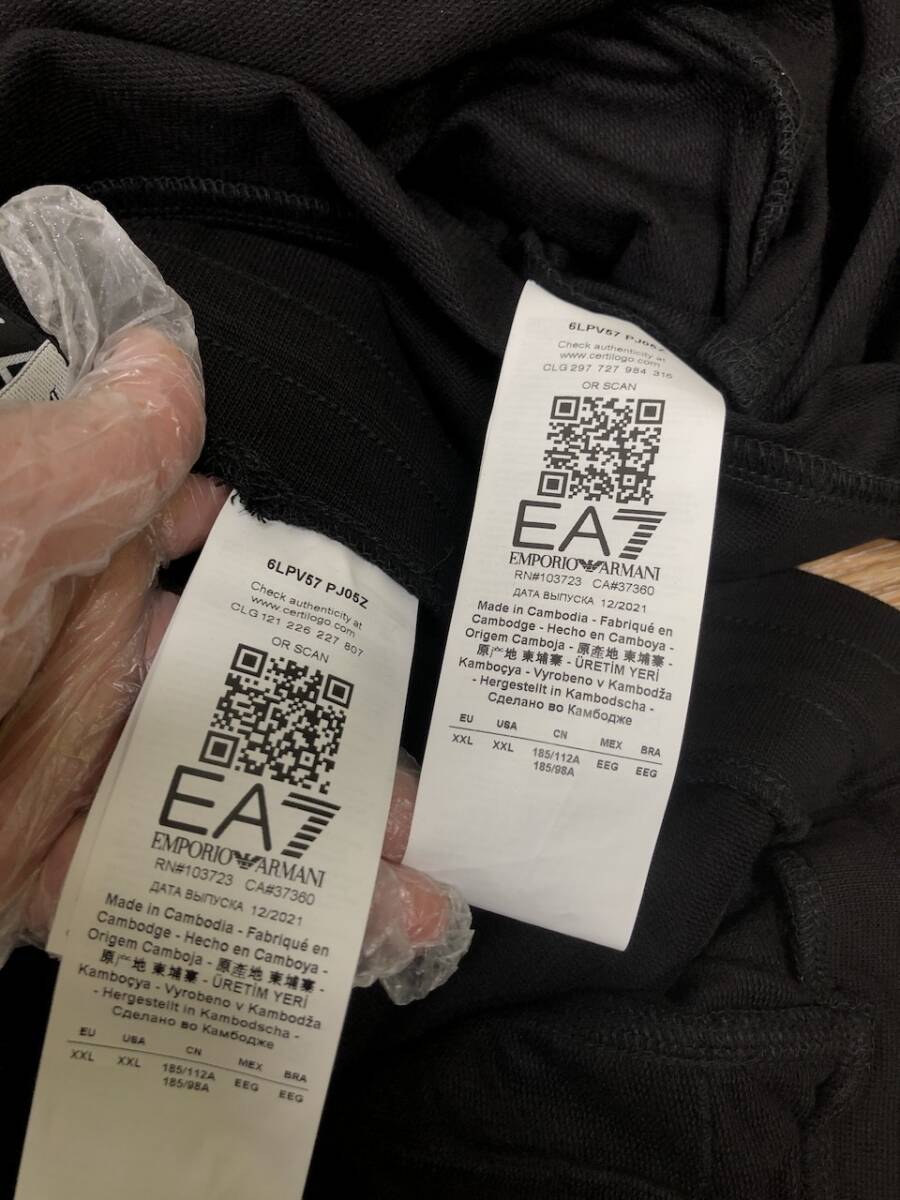 6LPV57 PJ05Z
Check authenticity at
www.certilogo.com
CLG 297 727 984 316
OR SCAN
EA7
EMPORIO ARMANI
RN#103723 CA#37360
ДАТА ВЫПУСКА 12/2021
Made in Cambodia - Fabriqué en
Cambodge - Hecho en Camboya -
Origem Camboja - 原產地 柬埔寨 -
地 柬埔寨 - ÜRETİM YERİ
Kamboçya - Vyrobeno v Kambodža
- Hergestellt in Kambodscha -
Сделано во Камбодже
EU USA CN MEX BRA
XXL XXL 185/112A EEG EEG
185/98A
6LPV57 PJ05Z
Check authenticity at
www.certilogo.com
CLG 121 226 227 807
OR SCAN
EA7
EMPORIO ARMANI
RN#103723 CA#37360
ДАТА ВЫПУСКА 12/2021
Made in Cambodia - Fabriqué en
Cambodge - Hecho en Camboya -
Origem Camboja - 原產地 柬埔寨 -
地 柬埔寨 - ÜRETİM YERİ
Kamboçya - Vyrobeno v Kambodža
- Hergestellt in Kambodscha -
Сделано во Камбодже
EU USA CN MEX BRA
XXL XXL 185/112A EEG EEG
185/98A